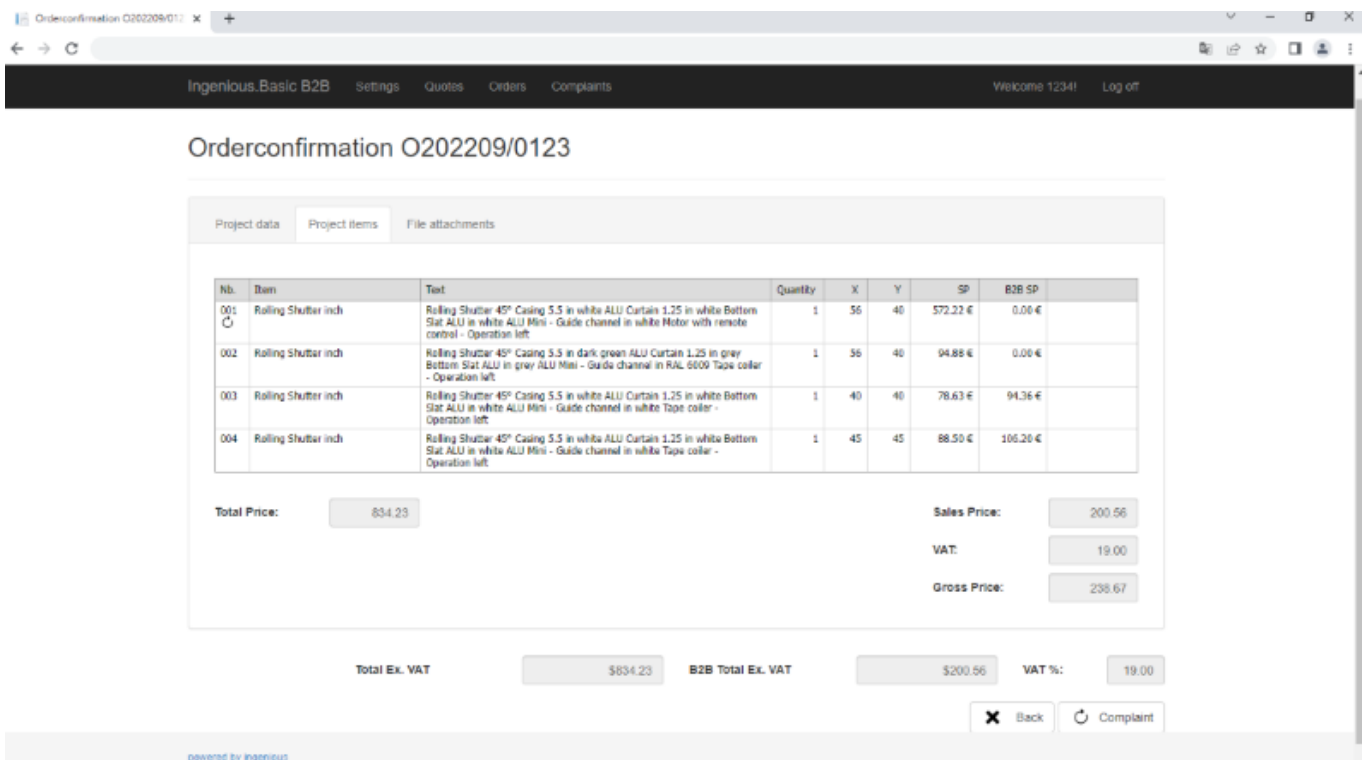 Orderconfirmation O202209/012
Ingenious.Basic B2B Settings Quotes Orders Complaints Welcome 1234! Log off
Orderconfirmation O202209/0123
Project data Project items File attachments
Nb. Item Text Quantity X Y SP B2B SP
001 Rolling Shutter inch Rolling Shutter 45° Casing 5.5 in white ALU Curtain 1.25 in white Bottom 1 56 40 572.22 € 0.00 €
Slat ALU in white ALU Mini - Guide channel in white Motor with remote
control - Operation left
002 Rolling Shutter inch Rolling Shutter 45° Casing 5.5 in dark green ALU Curtain 1.25 in grey 1 56 40 94.88 € 0.00 €
Bottom Slat ALU in grey ALU Mini - Guide channel in RAL 6009 Tape coiler
- Operation left
003 Rolling Shutter inch Rolling Shutter 45° Casing 5.5 in white ALU Curtain 1.25 in white Bottom 1 40 40 78.63 € 94.36 €
Slat ALU in white ALU Mini - Guide channel in white Tape coiler -
Operation left
004 Rolling Shutter inch Rolling Shutter 45° Casing 5.5 in white ALU Curtain 1.25 in white Bottom 1 45 45 88.50 € 106.20 €
Slat ALU in white ALU Mini - Guide channel in white Tape coiler -
Operation left
Total Price: 834.23 Sales Price: 200.56
VAT: 19.00
Gross Price: 238.67
Total Ex. VAT $834.23 B2B Total Ex. VAT $200.56 VAT %: 19.00
Back Complaint
powered by ingenious